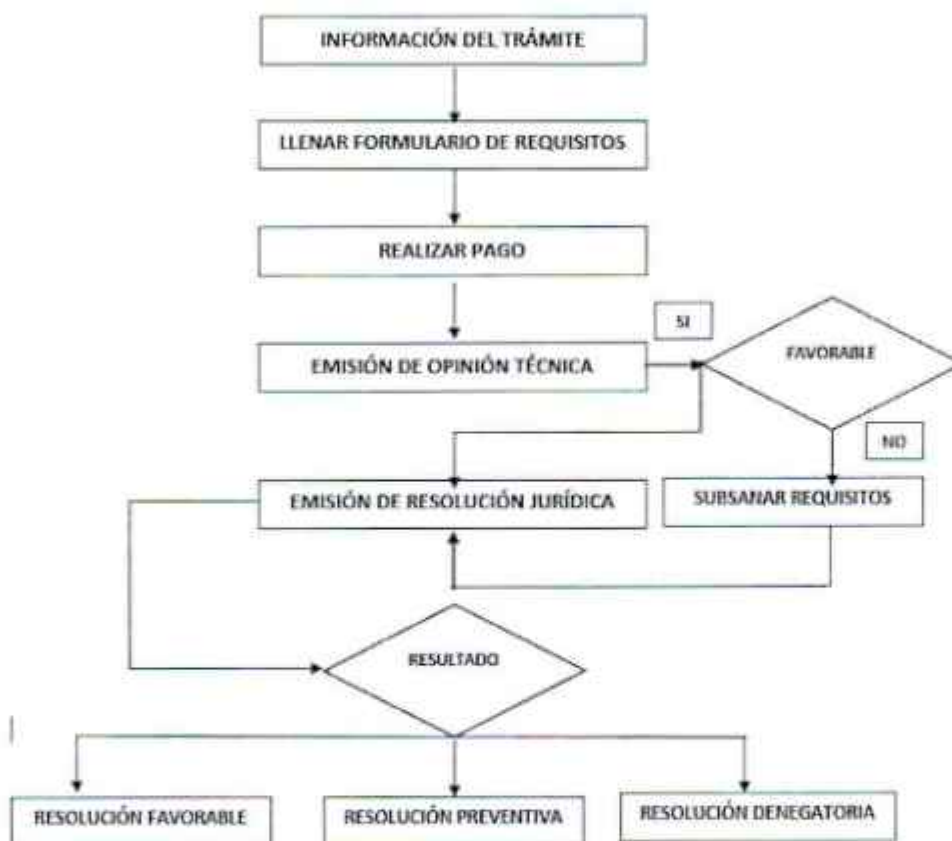 INFORMACIÓN DEL TRÁMITE
LLENAR FORMULARIO DE REQUISITOS
REALIZAR PAGO
SI
FAVORABLE
EMISIÓN DE OPINIÓN TÉCNICA
NO
EMISIÓN DE RESOLUCIÓN JURÍDICA
SUBSANAR REQUISITOS
RESULTADO
RESOLUCIÓN FAVORABLE
RESOLUCIÓN PREVENTIVA
RESOLUCIÓN DENEGATORIA